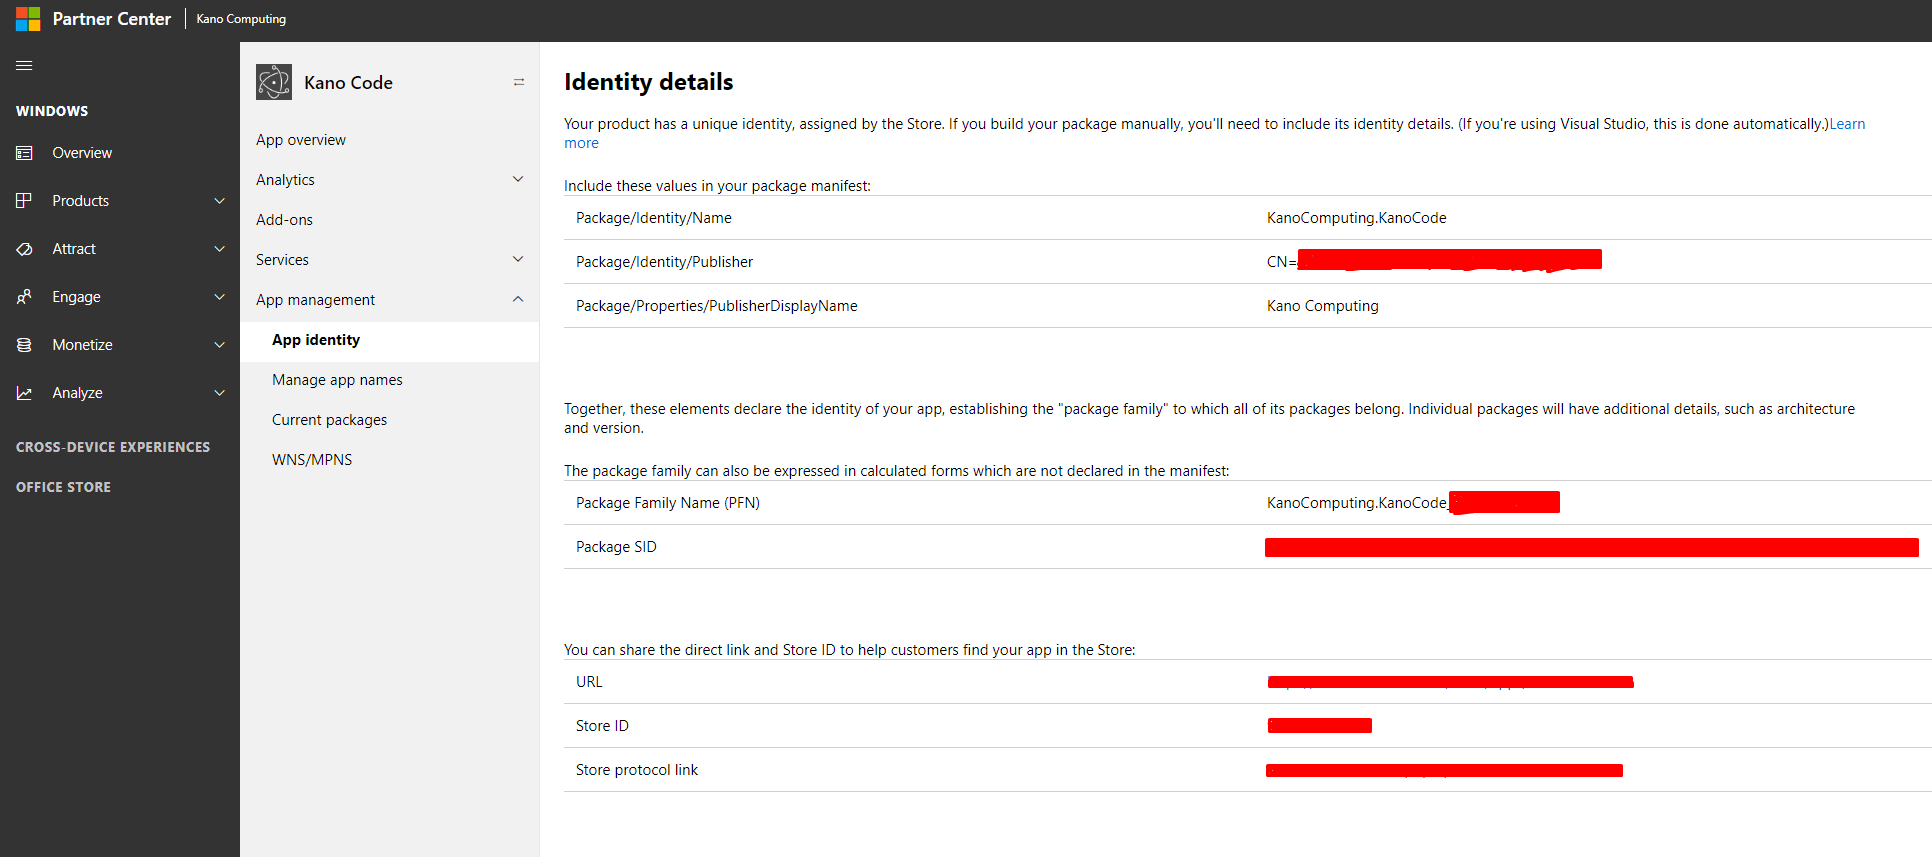 Partner Center
Kano Computing
WINDOWS
Overview
Products
Attract
Engage
Monetize
Analyze
CROSS-DEVICE EXPERIENCES
OFFICE STORE
Kano Code
App overview
Analytics
Add-ons
Services
App management
App identity
Manage app names
Current packages
WNS/MPNS
Identity details
Your product has a unique identity, assigned by the Store. If you build your package manually, you'll need to include its identity details. (If you're using Visual Studio, this is done automatically.)Learn
more
Include these values in your package manifest:
Package/Identity/Name KanoComputing.KanoCode
Package/Identity/Publisher CN=
Package/Properties/PublisherDisplayName Kano Computing
Together, these elements declare the identity of your app, establishing the "package family" to which all of its packages belong. Individual packages will have additional details, such as architecture
and version.
The package family can also be expressed in calculated forms which are not declared in the manifest:
Package Family Name (PFN) KanoComputing.KanoCode_
Package SID
You can share the direct link and Store ID to help customers find your app in the Store:
URL
Store ID
Store protocol link